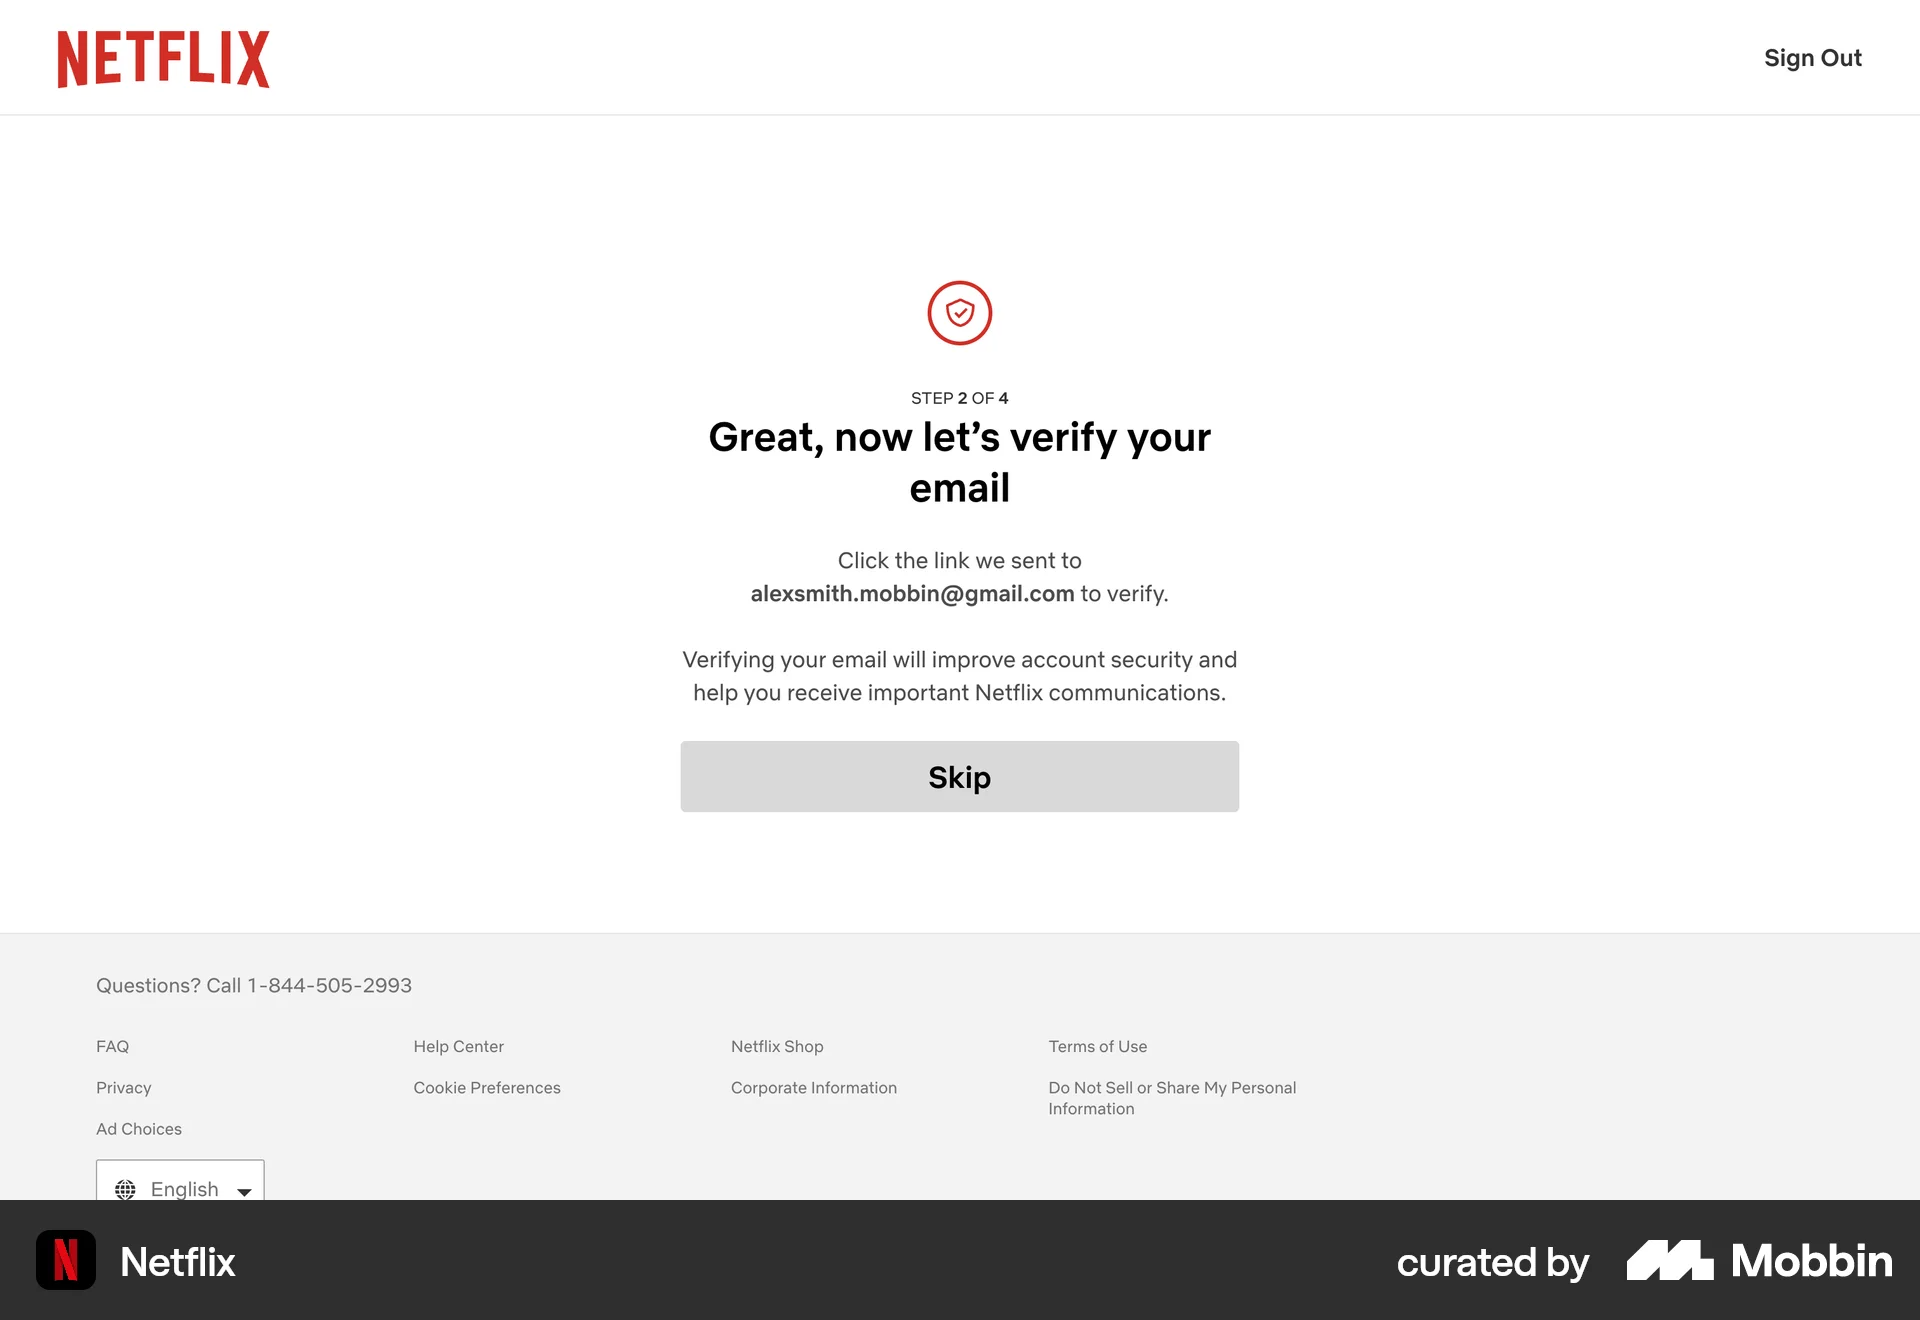 NETFLIX
Sign Out
STEP 2 OF 4
Great, now let’s verify your
email
Click the link we sent to
alexsmith.mobbin@gmail.com to verify.
Verifying your email will improve account security and
help you receive important Netflix communications.
Skip
Questions? Call 1-844-505-2993
FAQ
Help Center
Netflix Shop
Terms of Use
Privacy
Cookie Preferences
Corporate Information
Do Not Sell or Share My Personal
Information
Ad Choices
English
N
Netflix
curated by
Mobbin